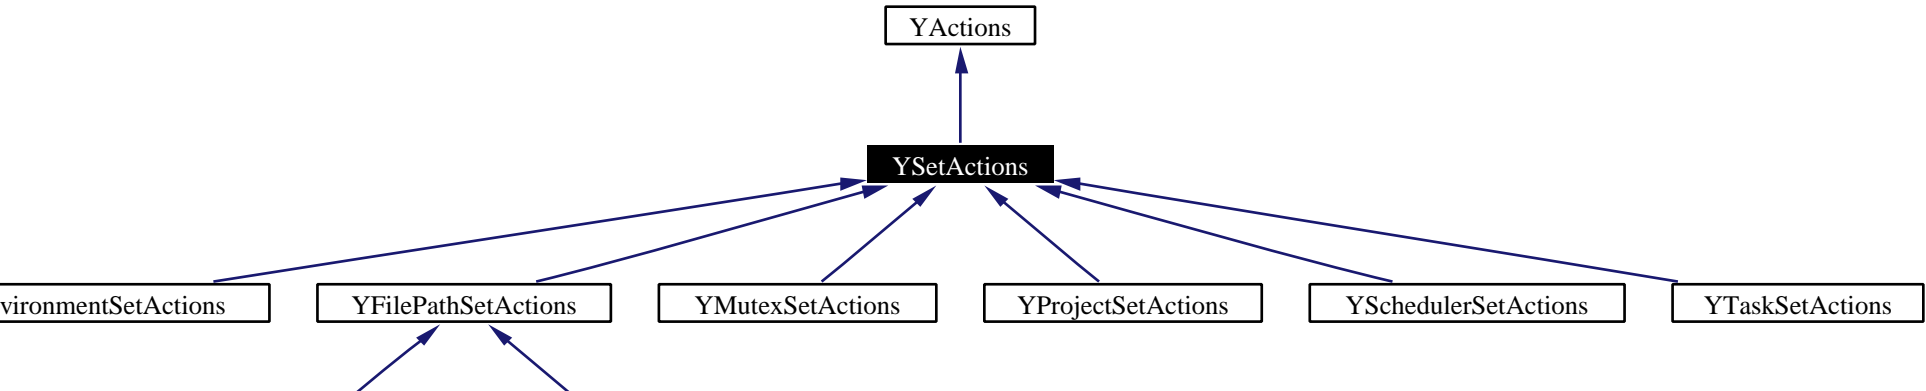 YActions
YSetActions
vironmentSetActions
YFilePathSetActions
YMutexSetActions
YProjectSetActions
YSchedulerSetActions
YTaskSetActions